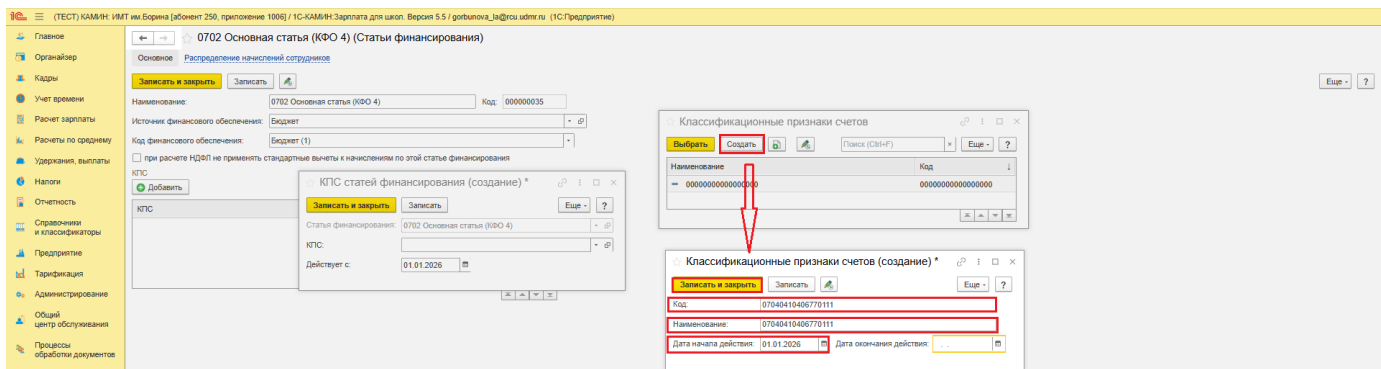 (ТЕСТ) КАМИН: ИМТ им.Борина [абонент 250, приложение 1006] / 1С-КАМИН:Зарплата для школ. Версия 5.5 / gorbunova_la@rcu.udmr.ru (1С:Предприятие)
Главное
Органайзер
Кадры
Учет времени
Расчет зарплаты
Расчеты по среднему
Удержания, выплаты
Налоги
Отчетность
Справочники
и классификаторы
Предприятие
Тарификация
Администрирование
Общий
центр обслуживания
Процессы
обработки документов
0702 Основная статья (КФО 4) (Статьи финансирования)
Основное Распределение начислений сотрудников
Записать и закрыть Записать Еще - ?
Наименование: 0702 Основная статья (КФО 4) Код: 000000035
Источник финансового обеспечения: Бюджет
Код финансового обеспечения: Бюджет (1)
при расчете НДФЛ не применять стандартные вычеты к начислениям по этой статье финансирования
КПС
Добавить
КПС
КПС статей финансирования (создание) *
Записать и закрыть Записать Еще - ?
Статья финансирования: 0702 Основная статья (КФО 4)
КПС:
Действует с: 01.01.2026
Классификационные признаки счетов
Выбрать Создать Поиск (Ctrl+F) × Еще - ?
Наименование Код ↓
Классификационные признаки счетов (создание) *
Записать и закрыть Записать Еще - ?
Код: 07040410406770111
Наименование: 07040410406770111
Дата начала действия: 01.01.2026 Дата окончания действия: . .